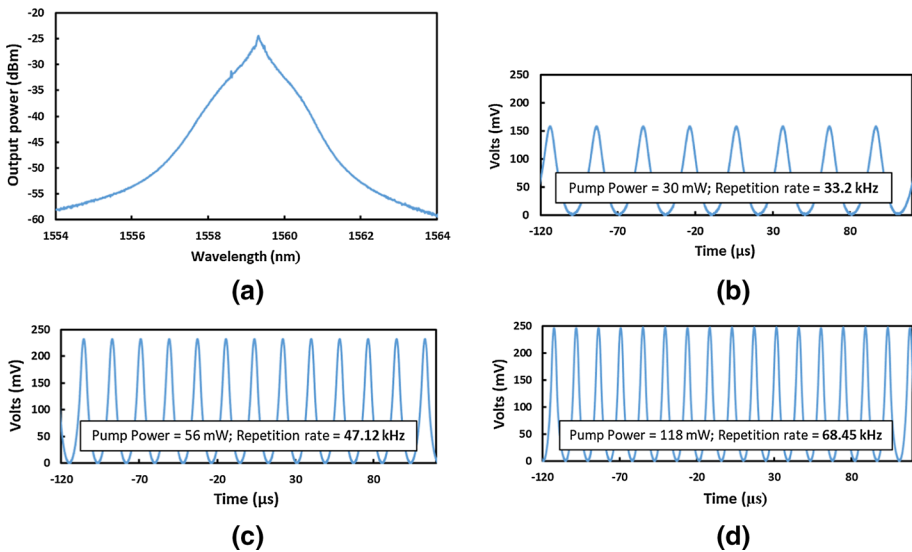 -20
-25
-30
-35
-40
-45
-50
-55
-60
Output power (dBm)
1554 1556 1558 1560 1562 1564
Wavelength (nm)
(a)
250
200
150
100
50
0
Volts (mV)
Pump Power = 30 mW; Repetition rate = 33.2 kHz
-120 -70 -20 30 80
Time (µs)
(b)
250
200
150
100
50
0
Volts (mV)
Pump Power = 56 mW; Repetition rate = 47.12 kHz
-120 -70 -20 30 80
Time (µs)
(c)
250
200
150
100
50
0
Volts (mV)
Pump Power = 118 mW; Repetition rate = 68.45 kHz
-120 -70 -20 30 80
Time (µs)
(d)